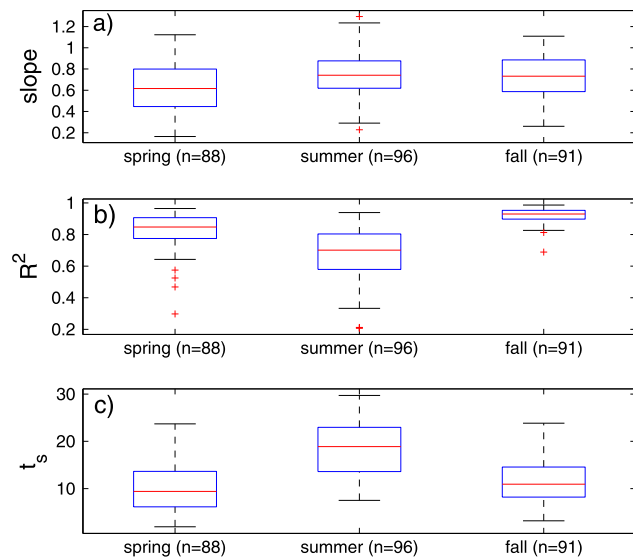 a)
slope
1.2
1
0.8
0.6
0.4
0.2
spring (n=88) summer (n=96) fall (n=91)
b)
R²
1
0.8
0.6
0.4
0.2
spring (n=88) summer (n=96) fall (n=91)
c)
tₛ
30
20
10
spring (n=88) summer (n=96) fall (n=91)